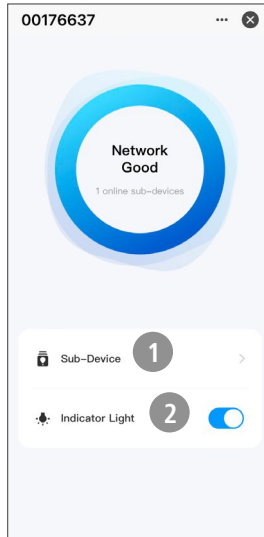 00176637
Network
Good
1 online sub-devices
Sub-Device 1
Indicator Light 2